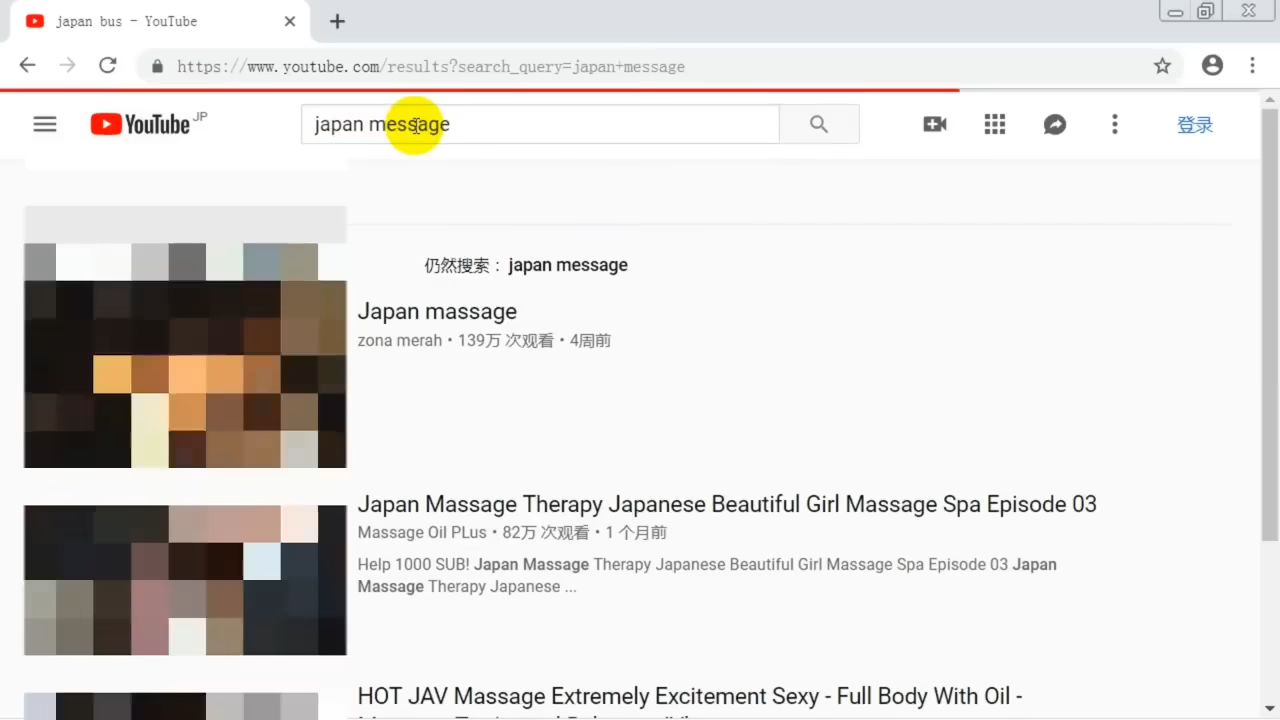 japan bus - YouTube
https://www.youtube.com/results?search_query=japan+message
YouTube JP
japan message
登录
仍然搜索： japan message
Japan massage
zona merah • 139万 次观看 • 4周前
Japan Massage Therapy Japanese Beautiful Girl Massage Spa Episode 03
Massage Oil PLus • 82万 次观看 • 1 个月前
Help 1000 SUB! Japan Massage Therapy Japanese Beautiful Girl Massage Spa Episode 03 Japan
Massage Therapy Japanese ...
HOT JAV Massage Extremely Excitement Sexy - Full Body With Oil -